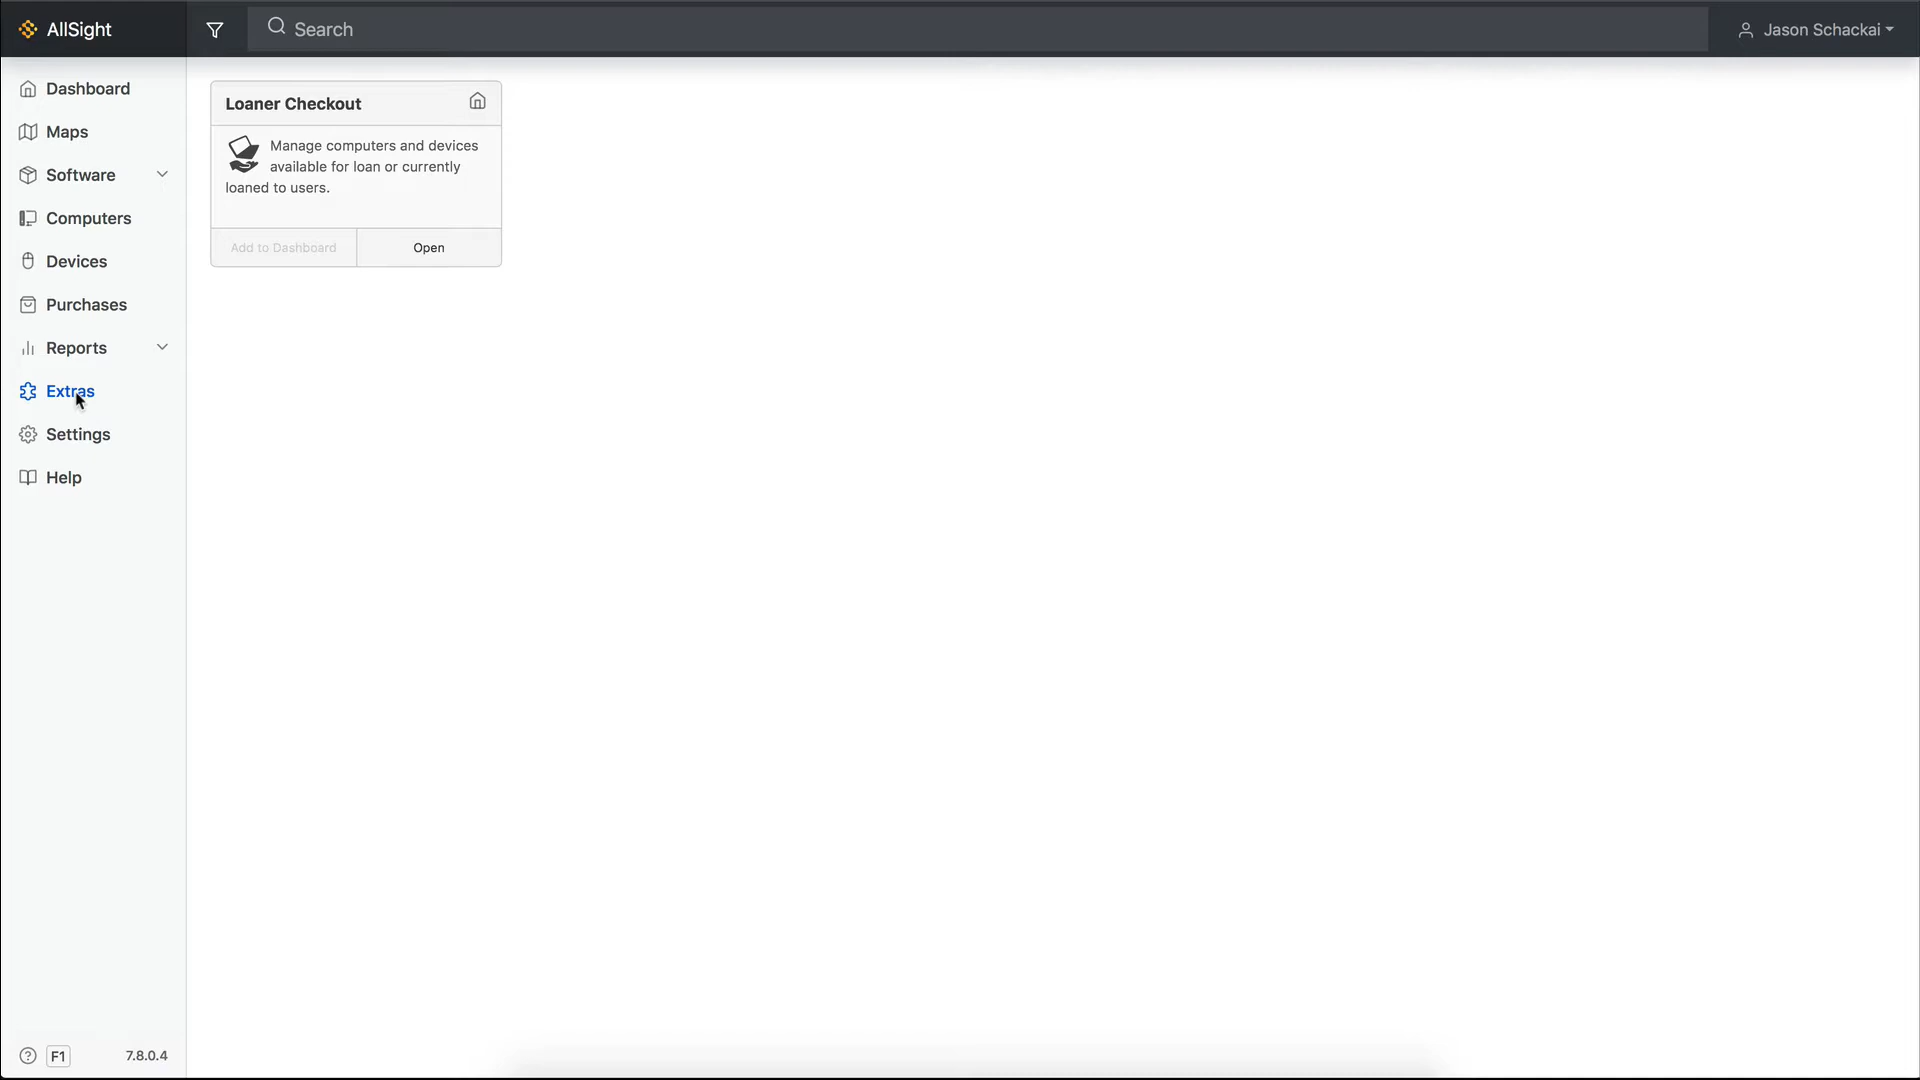 AllSight
Search
Jason Schackai
Dashboard
Maps
Software
Computers
Devices
Purchases
Reports
Extras
Settings
Help
Loaner Checkout
Manage computers and devices
available for loan or currently
loaned to users.
Add to Dashboard
Open
F1
7.8.0.4